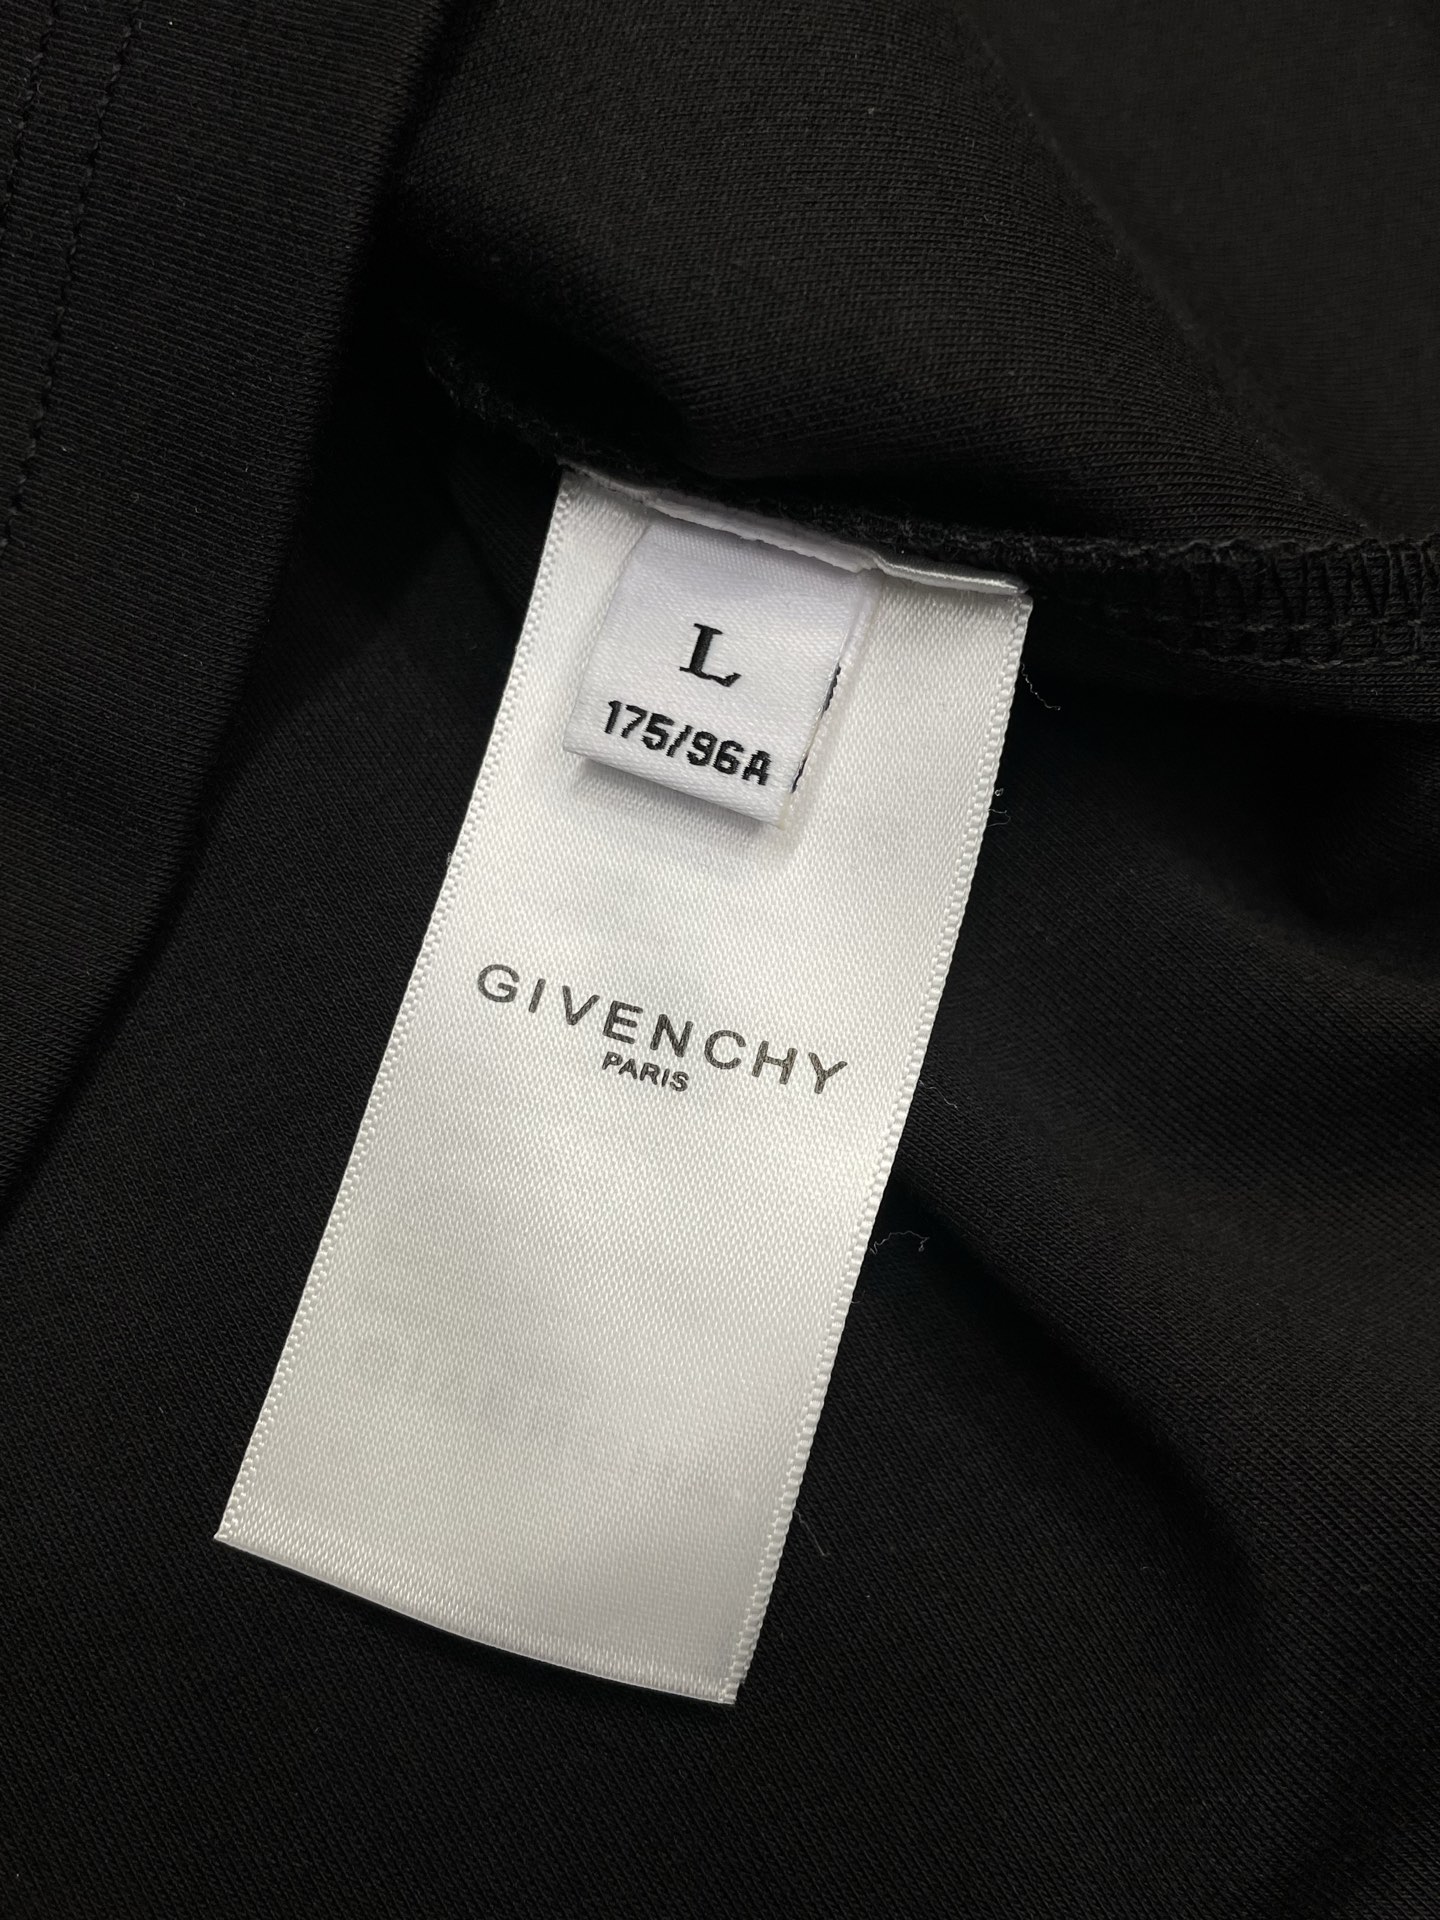 L
175/96A
GIVENCHY
PARIS